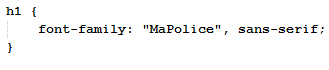 h1 {
    font-family: "MaPolice", sans-serif;
}